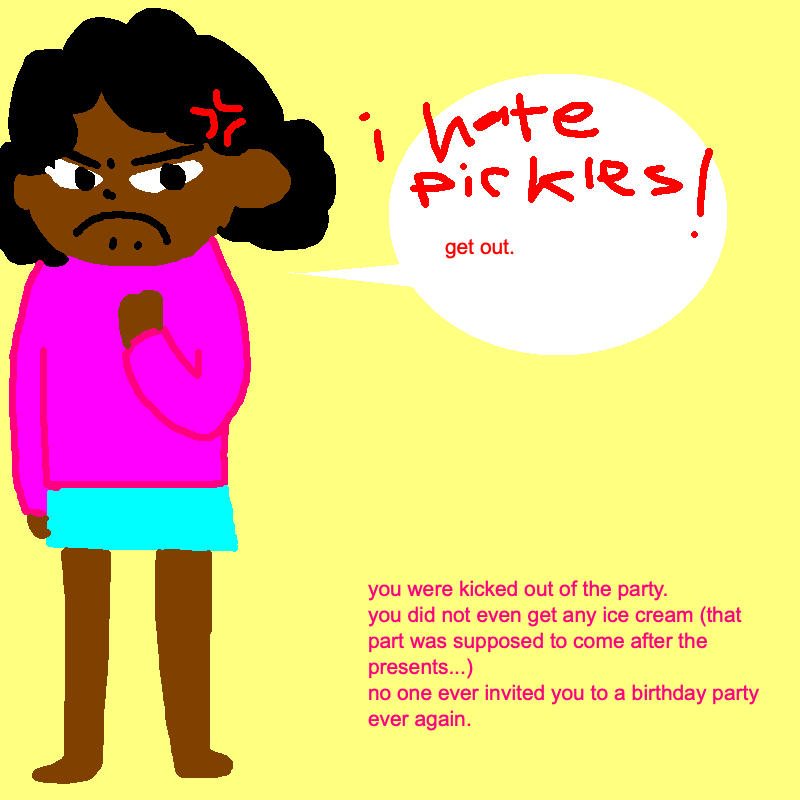 i hate
pickles!
get out.
you were kicked out of the party.
you did not even get any ice cream (that
part was supposed to come after the
presents...)
no one ever invited you to a birthday party
ever again.